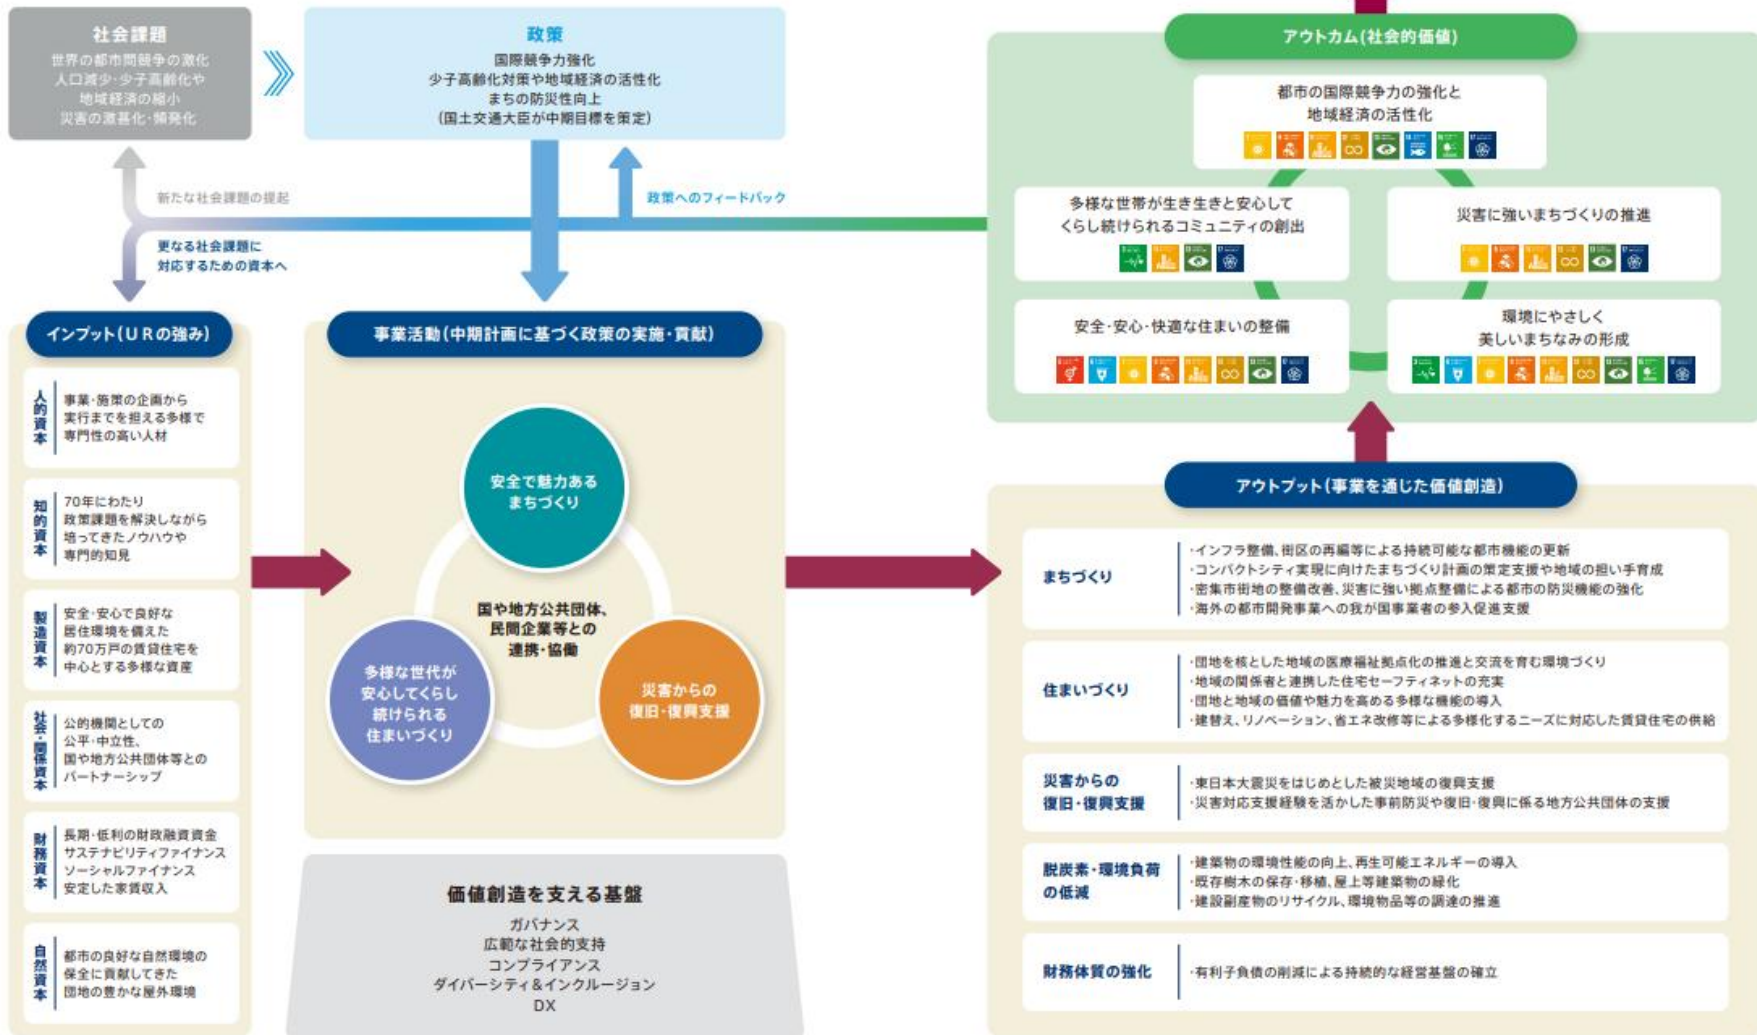 社会課題
世界の都市間競争の激化
人口減少・少子高齢化や
地域経済の縮小
災害の激甚化・頻発化
政策
国際競争力強化
少子高齢化対策や地域経済の活性化
まちの防災性向上
(国土交通大臣が中期目標を策定)
新たな社会課題の提起
政策へのフィードバック
更なる社会課題に
対応するための資本へ
アウトカム(社会的価値)
都市の国際競争力の強化と
地域経済の活性化
多様な世帯が生き生きと安心して
くらし続けられるコミュニティの創出
災害に強いまちづくりの推進
安全・安心・快適な住まいの整備
環境にやさしく
美しいまちなみの形成
インプット(URの強み)
人的資本
事業・施策の企画から
実行までを担える多様で
専門性の高い人材
知的資本
70年にわたり
政策課題を解決しながら
培ってきたノウハウや
専門的知見
製造資本
安全・安心で良好な
居住環境を備えた
約70万戸の賃貸住宅を
中心とする多様な資産
社会・関係資本
公的機関としての
公平・中立性、
国や地方公共団体等との
パートナーシップ
財務資本
長期・低利の財政融資資金
サステナビリティファイナンス
ソーシャルファイナンス
安定した家賃収入
自然資本
都市の良好な自然環境の
保全に貢献してきた
団地の豊かな屋外環境
事業活動(中期計画に基づく政策の実施・貢献)
安全で魅力ある
まちづくり
国や地方公共団体、
民間企業等との
連携・協働
多様な世代が
安心してくらし
続けられる
住まいづくり
災害からの
復旧・復興支援
価値創造を支える基盤
ガバナンス
広範な社会的支持
コンプライアンス
ダイバーシティ&インクルージョン
DX
アウトプット(事業を通じた価値創造)
まちづくり
・インフラ整備、街区の再編等による持続可能な都市機能の更新
・コンパクトシティ実現に向けたまちづくり計画の策定支援や地域の担い手育成
・密集市街地の整備改善、災害に強い拠点整備による都市の防災機能の強化
・海外の都市開発事業への我が国事業者の参入促進支援
住まいづくり
・団地を核とした地域の医療福祉拠点化の推進と交流を育む環境づくり
・地域の関係者と連携した住宅セーフティネットの充実
・団地と地域の価値や魅力を高める多様な機能の導入
・建替え、リノベーション、省エネ改修等による多様化するニーズに対応した賃貸住宅の供給
災害からの
復旧・復興支援
・東日本大震災をはじめとした被災地域の復興支援
・災害対応支援経験を活かした事前防災や復旧・復興に係る地方公共団体の支援
脱炭素・環境負荷
の低減
・建築物の環境性能の向上、再生可能エネルギーの導入
・既存樹木の保存・移植、屋上等建築物の緑化
・建設副産物のリサイクル、環境物品等の調達の推進
財務体質の強化
・有利子負債の削減による持続的な経営基盤の確立